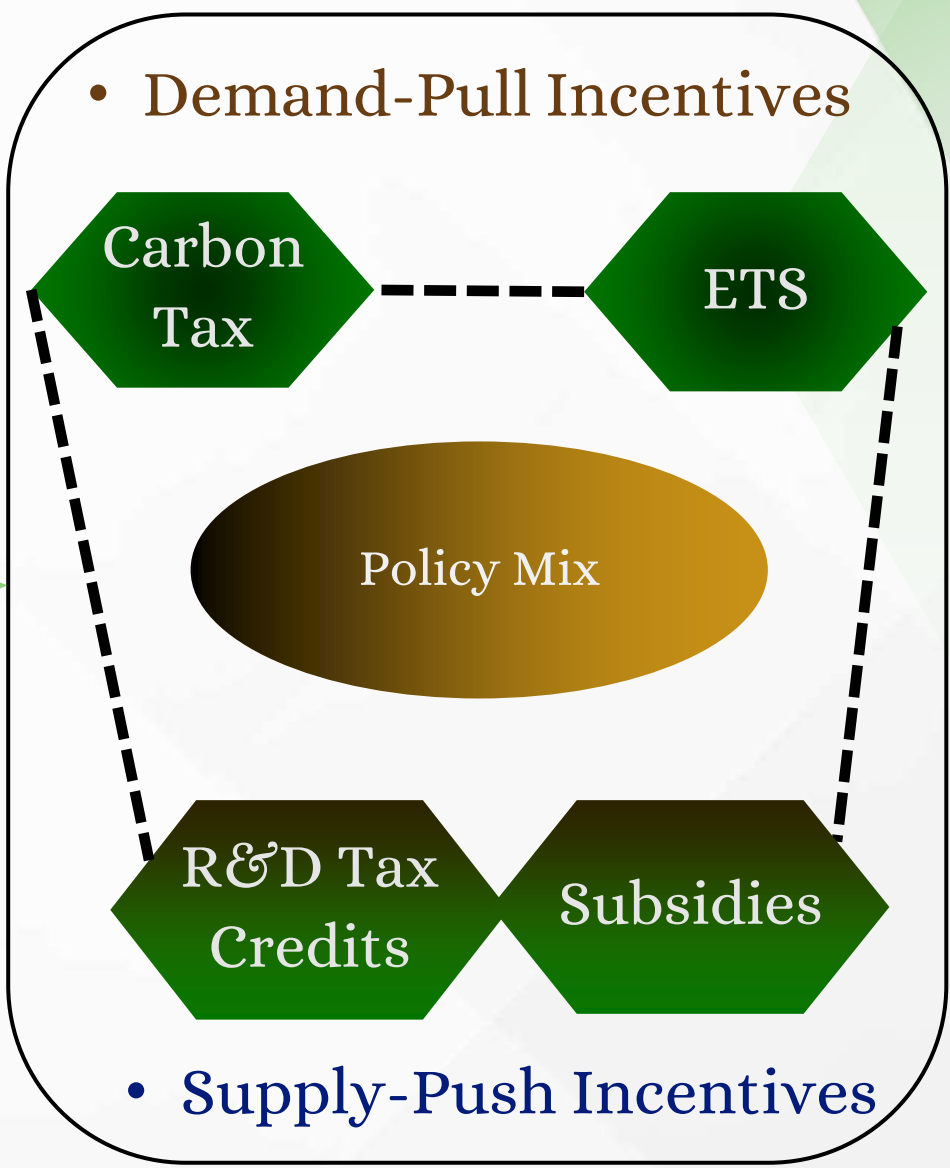 • Demand-Pull Incentives
Carbon
Tax
ETS
Policy Mix
R&D Tax
Credits
Subsidies
• Supply-Push Incentives